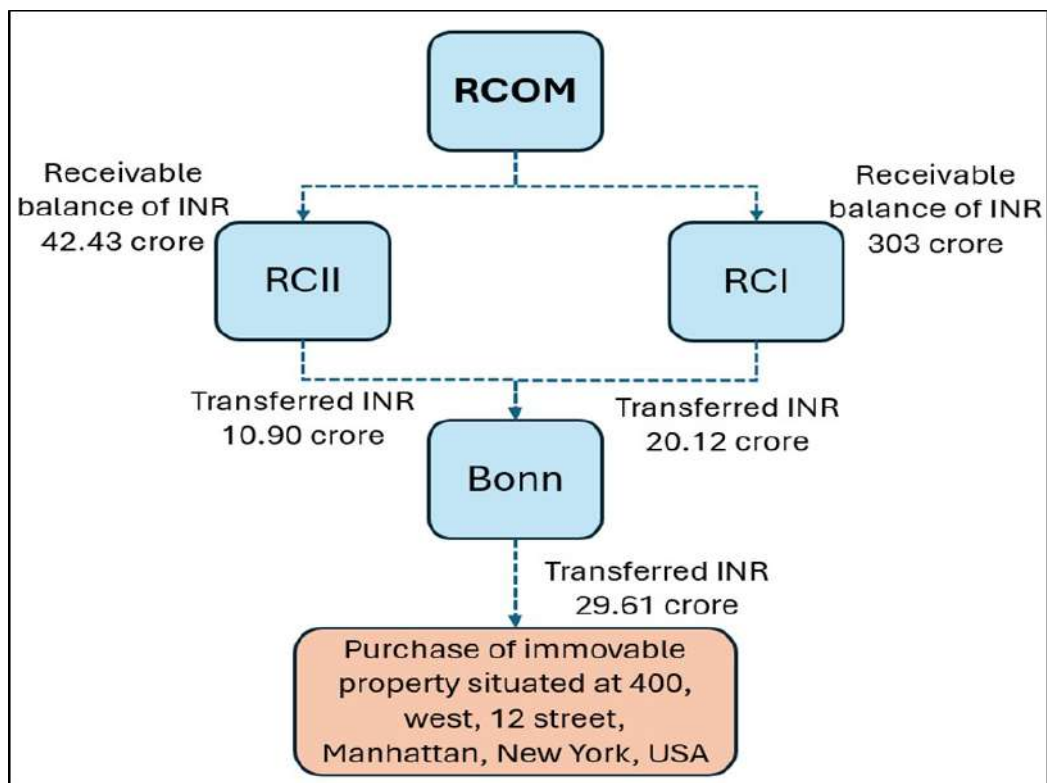 RCOM
Receivable
balance of INR
42.43 crore
Receivable
balance of INR
303 crore
RCII
RCI
Transferred INR
10.90 crore
Transferred INR
20.12 crore
Bonn
Transferred INR
29.61 crore
Purchase of immovable
property situated at 400,
west, 12 street,
Manhattan, New York, USA